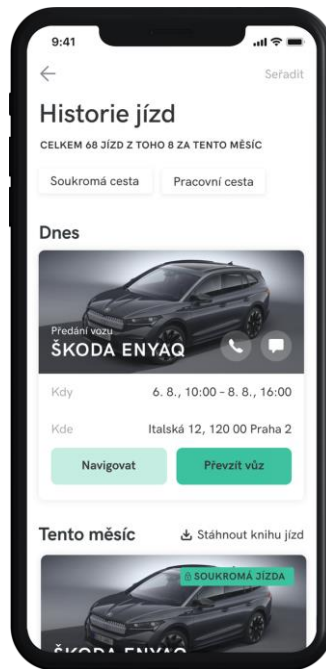 9:41
Seřadit
Historie jízd
CELKEM 68 JÍZD Z TOHO 8 ZA TENTO MĚSÍC
Soukromá cesta Pracovní cesta
Dnes
Předání vozu
ŠKODA ENYAQ
Kdy 6. 8., 10:00 – 8. 8., 16:00
Kde Italská 12, 120 00 Praha 2
Navigovat Převzít vůz
Tento měsíc Stáhnout knihu jízd
SOUKROMÁ JÍZDA
ŠKODA ENYAQ